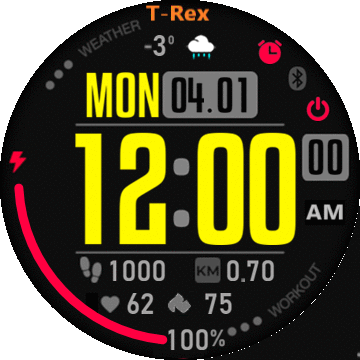 T-Rex
WEATHER
-3°
MON 04.01
12:00 00
AM
1000 KM 0.70
62 75
WORKOUT
100%